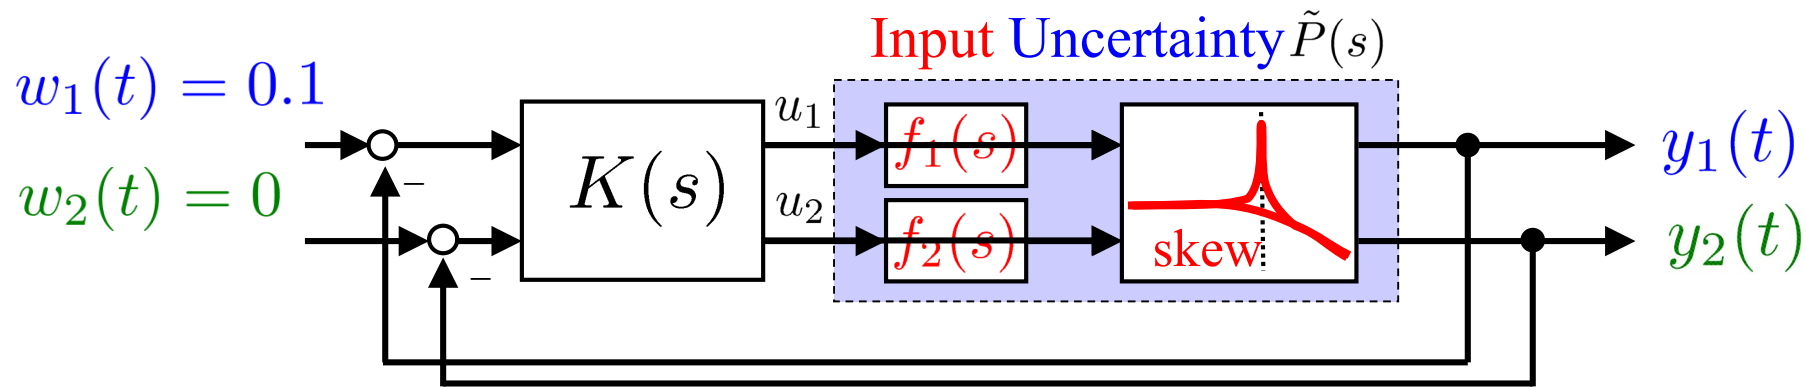 Input Uncertainty P̃(s)
w₁(t) = 0.1
w₂(t) = 0
−
−
K(s)
u₁
u₂
f₁(s)
f₂(s)
skew
y₁(t)
y₂(t)